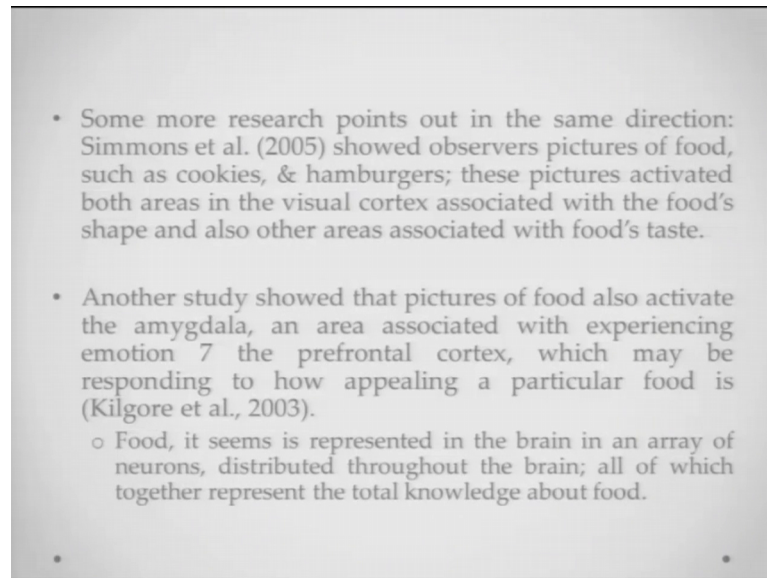 • Some more research points out in the same direction:
Simmons et al. (2005) showed observers pictures of food,
such as cookies, & hamburgers; these pictures activated
both areas in the visual cortex associated with the food's
shape and also other areas associated with food's taste.
• Another study showed that pictures of food also activate
the amygdala, an area associated with experiencing
emotion 7 the prefrontal cortex, which may be
responding to how appealing a particular food is
(Kilgore et al., 2003).
o Food, it seems is represented in the brain in an array of
neurons, distributed throughout the brain; all of which
together represent the total knowledge about food.